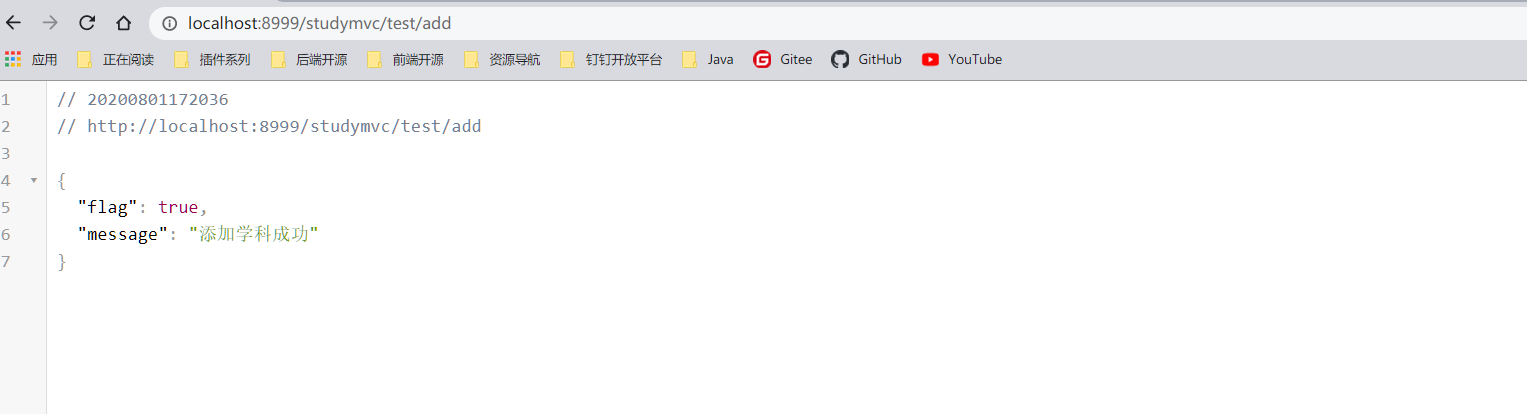 localhost:8999/studymvc/test/add
应用 正在阅读 插件系列 后端开源 前端开源 资源导航 钉钉开放平台 Java Gitee GitHub YouTube
1 // 20200801172036
2 // http://localhost:8999/studymvc/test/add
3
4 {
5 "flag": true,
6 "message": "添加学科成功"
7 }